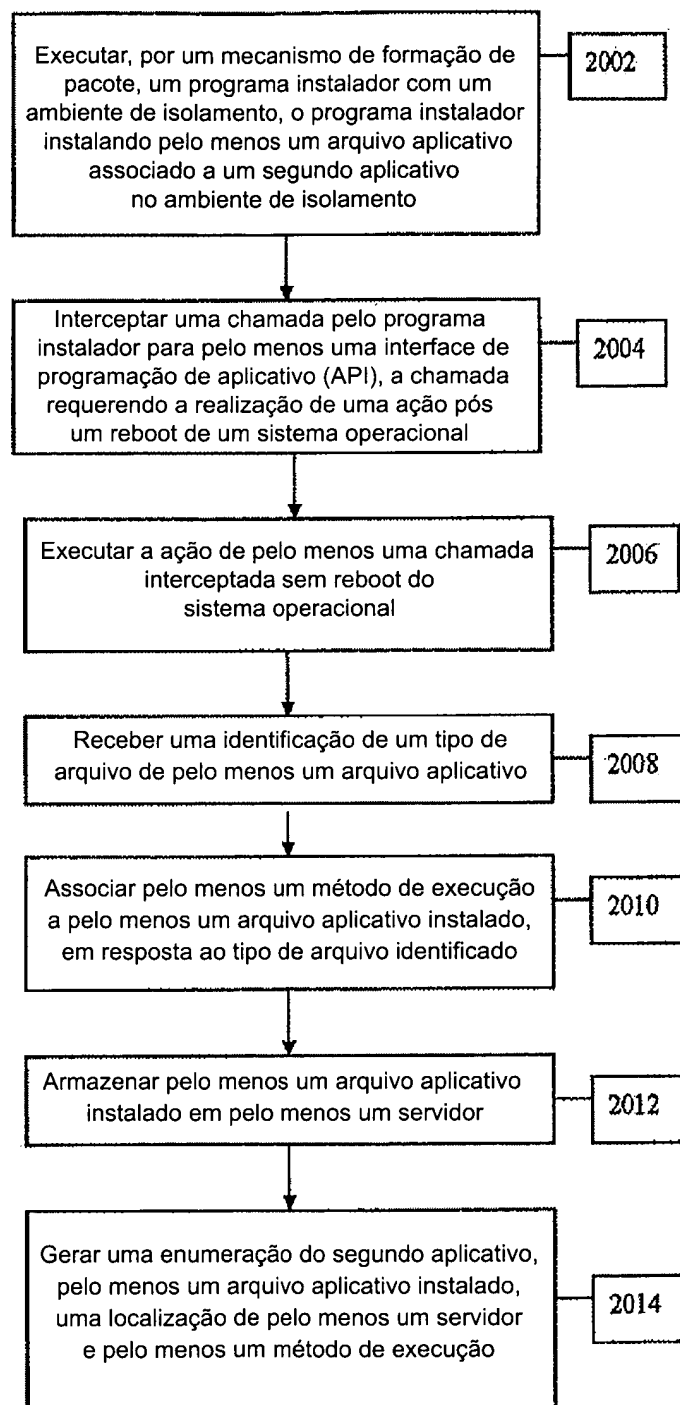 Executar, por um mecanismo de formação de
pacote, um programa instalador com um
ambiente de isolamento, o programa instalador
instalando pelo menos um arquivo aplicativo
associado a um segundo aplicativo
no ambiente de isolamento
2002
Interceptar uma chamada pelo programa
instalador para pelo menos uma interface de
programação de aplicativo (API), a chamada
requerendo a realização de uma ação pós
um reboot de um sistema operacional
2004
Executar a ação de pelo menos uma chamada
interceptada sem reboot do
sistema operacional
2006
Receber uma identificação de um tipo de
arquivo de pelo menos um arquivo aplicativo
2008
Associar pelo menos um método de execução
a pelo menos um arquivo aplicativo instalado,
em resposta ao tipo de arquivo identificado
2010
Armazenar pelo menos um arquivo aplicativo
instalado em pelo menos um servidor
2012
Gerar uma enumeração do segundo aplicativo,
pelo menos um arquivo aplicativo instalado,
uma localização de pelo menos um servidor
e pelo menos um método de execução
2014